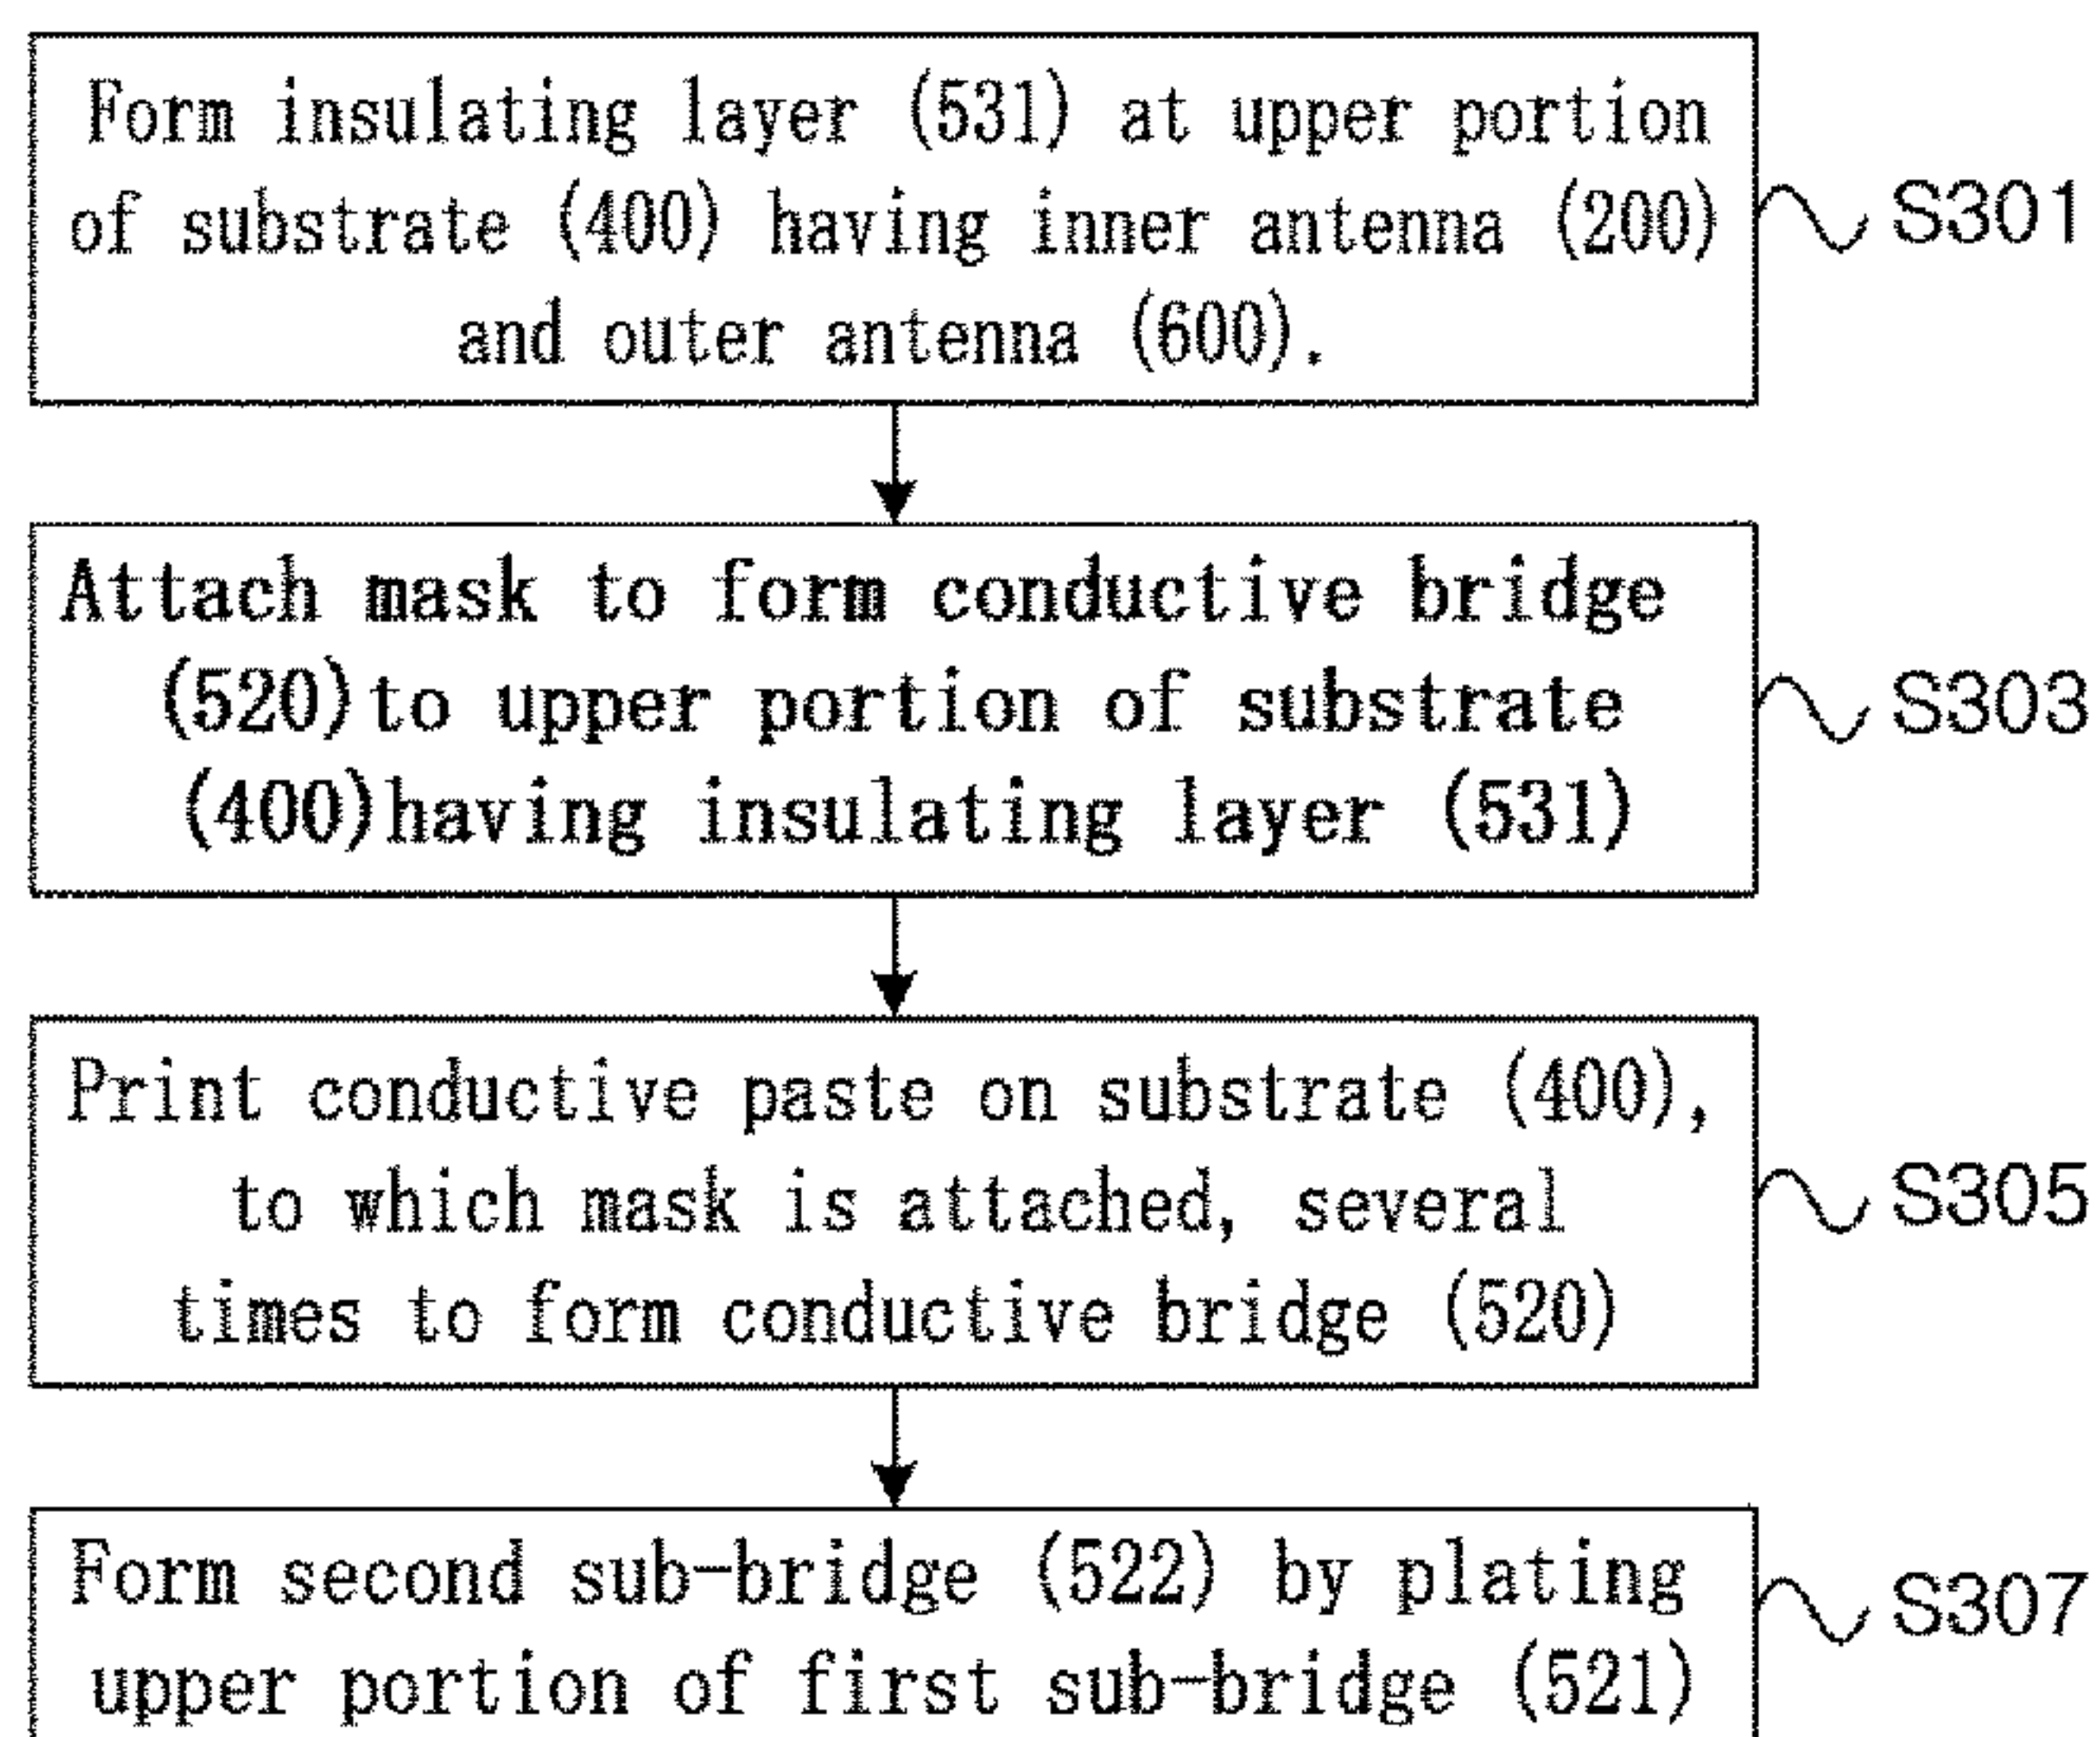 Form insulating layer (531) at upper portion
of substrate (400) having inner antenna (200)
and outer antenna (600).
S301
Attach mask to form conductive bridge
(520)to upper portion of substrate
(400)having insulating layer (531)
S303
Print conductive paste on substrate (400),
to which mask is attached, several
times to form conductive bridge (520)
S305
Form second sub-bridge (522) by plating
upper portion of first sub-bridge (521)
S307